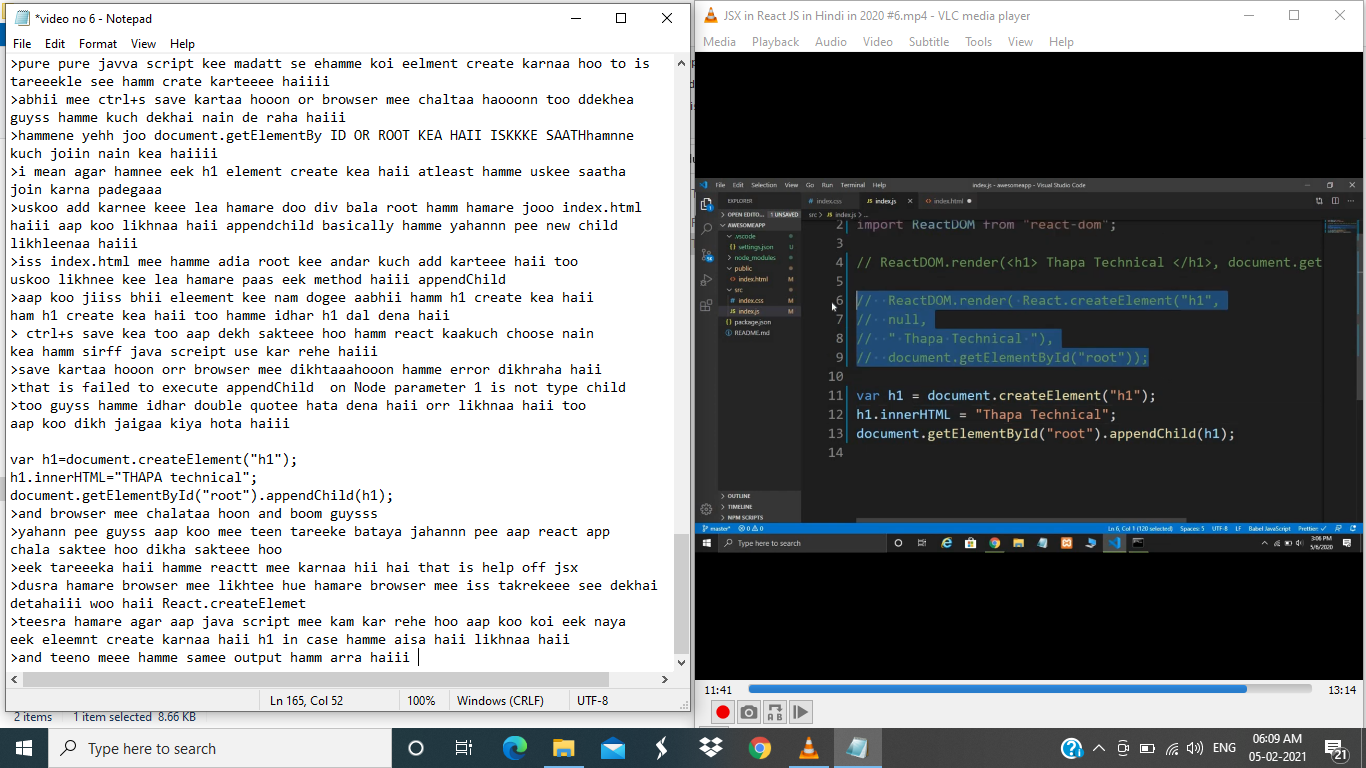 *video no 6 - Notepad
File Edit Format View Help
>pure pure javva script kee madatt se ehamme koi eelment create karnaa hoo to is
tareeekle see hamm crate karteeee haiiii
>abhii mee ctrl+s save kartaa hooon or browser mee chaltaa haooonn too ddekhea
guyss hamme kuch dekhai nain de raha haiii
>hammene yehh joo document.getElementBy ID OR ROOT KEA HAII ISKKKE SAATHhamnne
kuch joiin nain kea haiiii
>i mean agar hamnee eek h1 element create kea haii atleast hamme uskee saatha
join karna padegaaa
>uskoo add karnee keee lea hamare doo div bala root hamm hamare jooo index.html
haiii aap koo likhnaa haii appendchild basically hamme yahannn pee new child
likhleenaa haiii
>iss index.html mee hamme adia root kee andar kuch add karteee haii too
uskoo likhnee kee lea hamare paas eek method haiii appendChild
>aap koo jiiss bhii eleement kee nam dogee aabhii hamm h1 create kea haii
ham h1 create kea haii too hamme idhar h1 dal dena haii
> ctrl+s save kea too aap dekh sakteee hoo hamm react kaakuch choose nain
kea hamm sirff java screipt use kar rehe haiii
>save kartaa hooon orr browser mee dikhtaaahooon hamme error dikhraha haii
>that is failed to execute appendChild  on Node parameter 1 is not type child
>too guyss hamme idhar double quotee hata dena haii orr likhnaa haii too
aap koo dikh jaigaa kiya hota haiii
var h1=document.createElement("h1");
h1.innerHTML="THAPA technical";
document.getElementById("root").appendChild(h1);
>and browser mee chalataa hoon and boom guysss
>yahann pee guyss aap koo mee teen tareeke bataya jahannn pee aap react app
chala saktee hoo dikha sakteee hoo
>eek tareeeka haii hamme reactt mee karnaa hii hai that is help off jsx
>dusra hamare browser mee likhtee hue hamare browser mee iss takrekeee see dekhai
detahaiii woo haii React.createElemet
>teesra hamare agar aap java script mee kam kar rehe hoo aap koo koi eek naya
eek eleemnt create karnaa haii h1 in case hamme aisa haii likhnaa haii
>and teeno meee hamme samee output hamm arra haiii
Ln 165, Col 52 100% Windows (CRLF) UTF-8
2 items 1 item selected 8.66 KB
JSX in React JS in Hindi in 2020 #6.mp4 - VLC media player
Media Playback Audio Video Subtitle Tools View Help
File Edit Selection View Go Run Terminal Help index.js - awesomeapp - Visual Studio Code
EXPLORER index.css JS index.js index.html
OPEN EDITO... 1 UNSAVED src > JS index.js > ...
AWESOMEAPP
.vscode
settings.json U
node_modules
public
index.html M
src
index.css M
JS index.js M
package.json
README.md
OUTLINE
TIMELINE
NPM SCRIPTS
2 import ReactDOM from "react-dom";
3
4 // ReactDOM.render(<h1> Thapa Technical </h1>, document.get
5
6 // ReactDOM.render( React.createElement("h1",
7 // null,
8 // " Thapa Technical "),
9 // document.getElementById("root"));
10
11 var h1 = document.createElement("h1");
12 h1.innerHTML = "Thapa Technical";
13 document.getElementById("root").appendChild(h1);
14
master* 0 0 Ln 6, Col 1 (120 selected) Spaces: 5 UTF-8 LF Babel JavaScript Prettier: ✓
Type here to search 3:06 PM
5/6/2020
11:41 13:14
Type here to search ENG 06:09 AM
05-02-2021 21